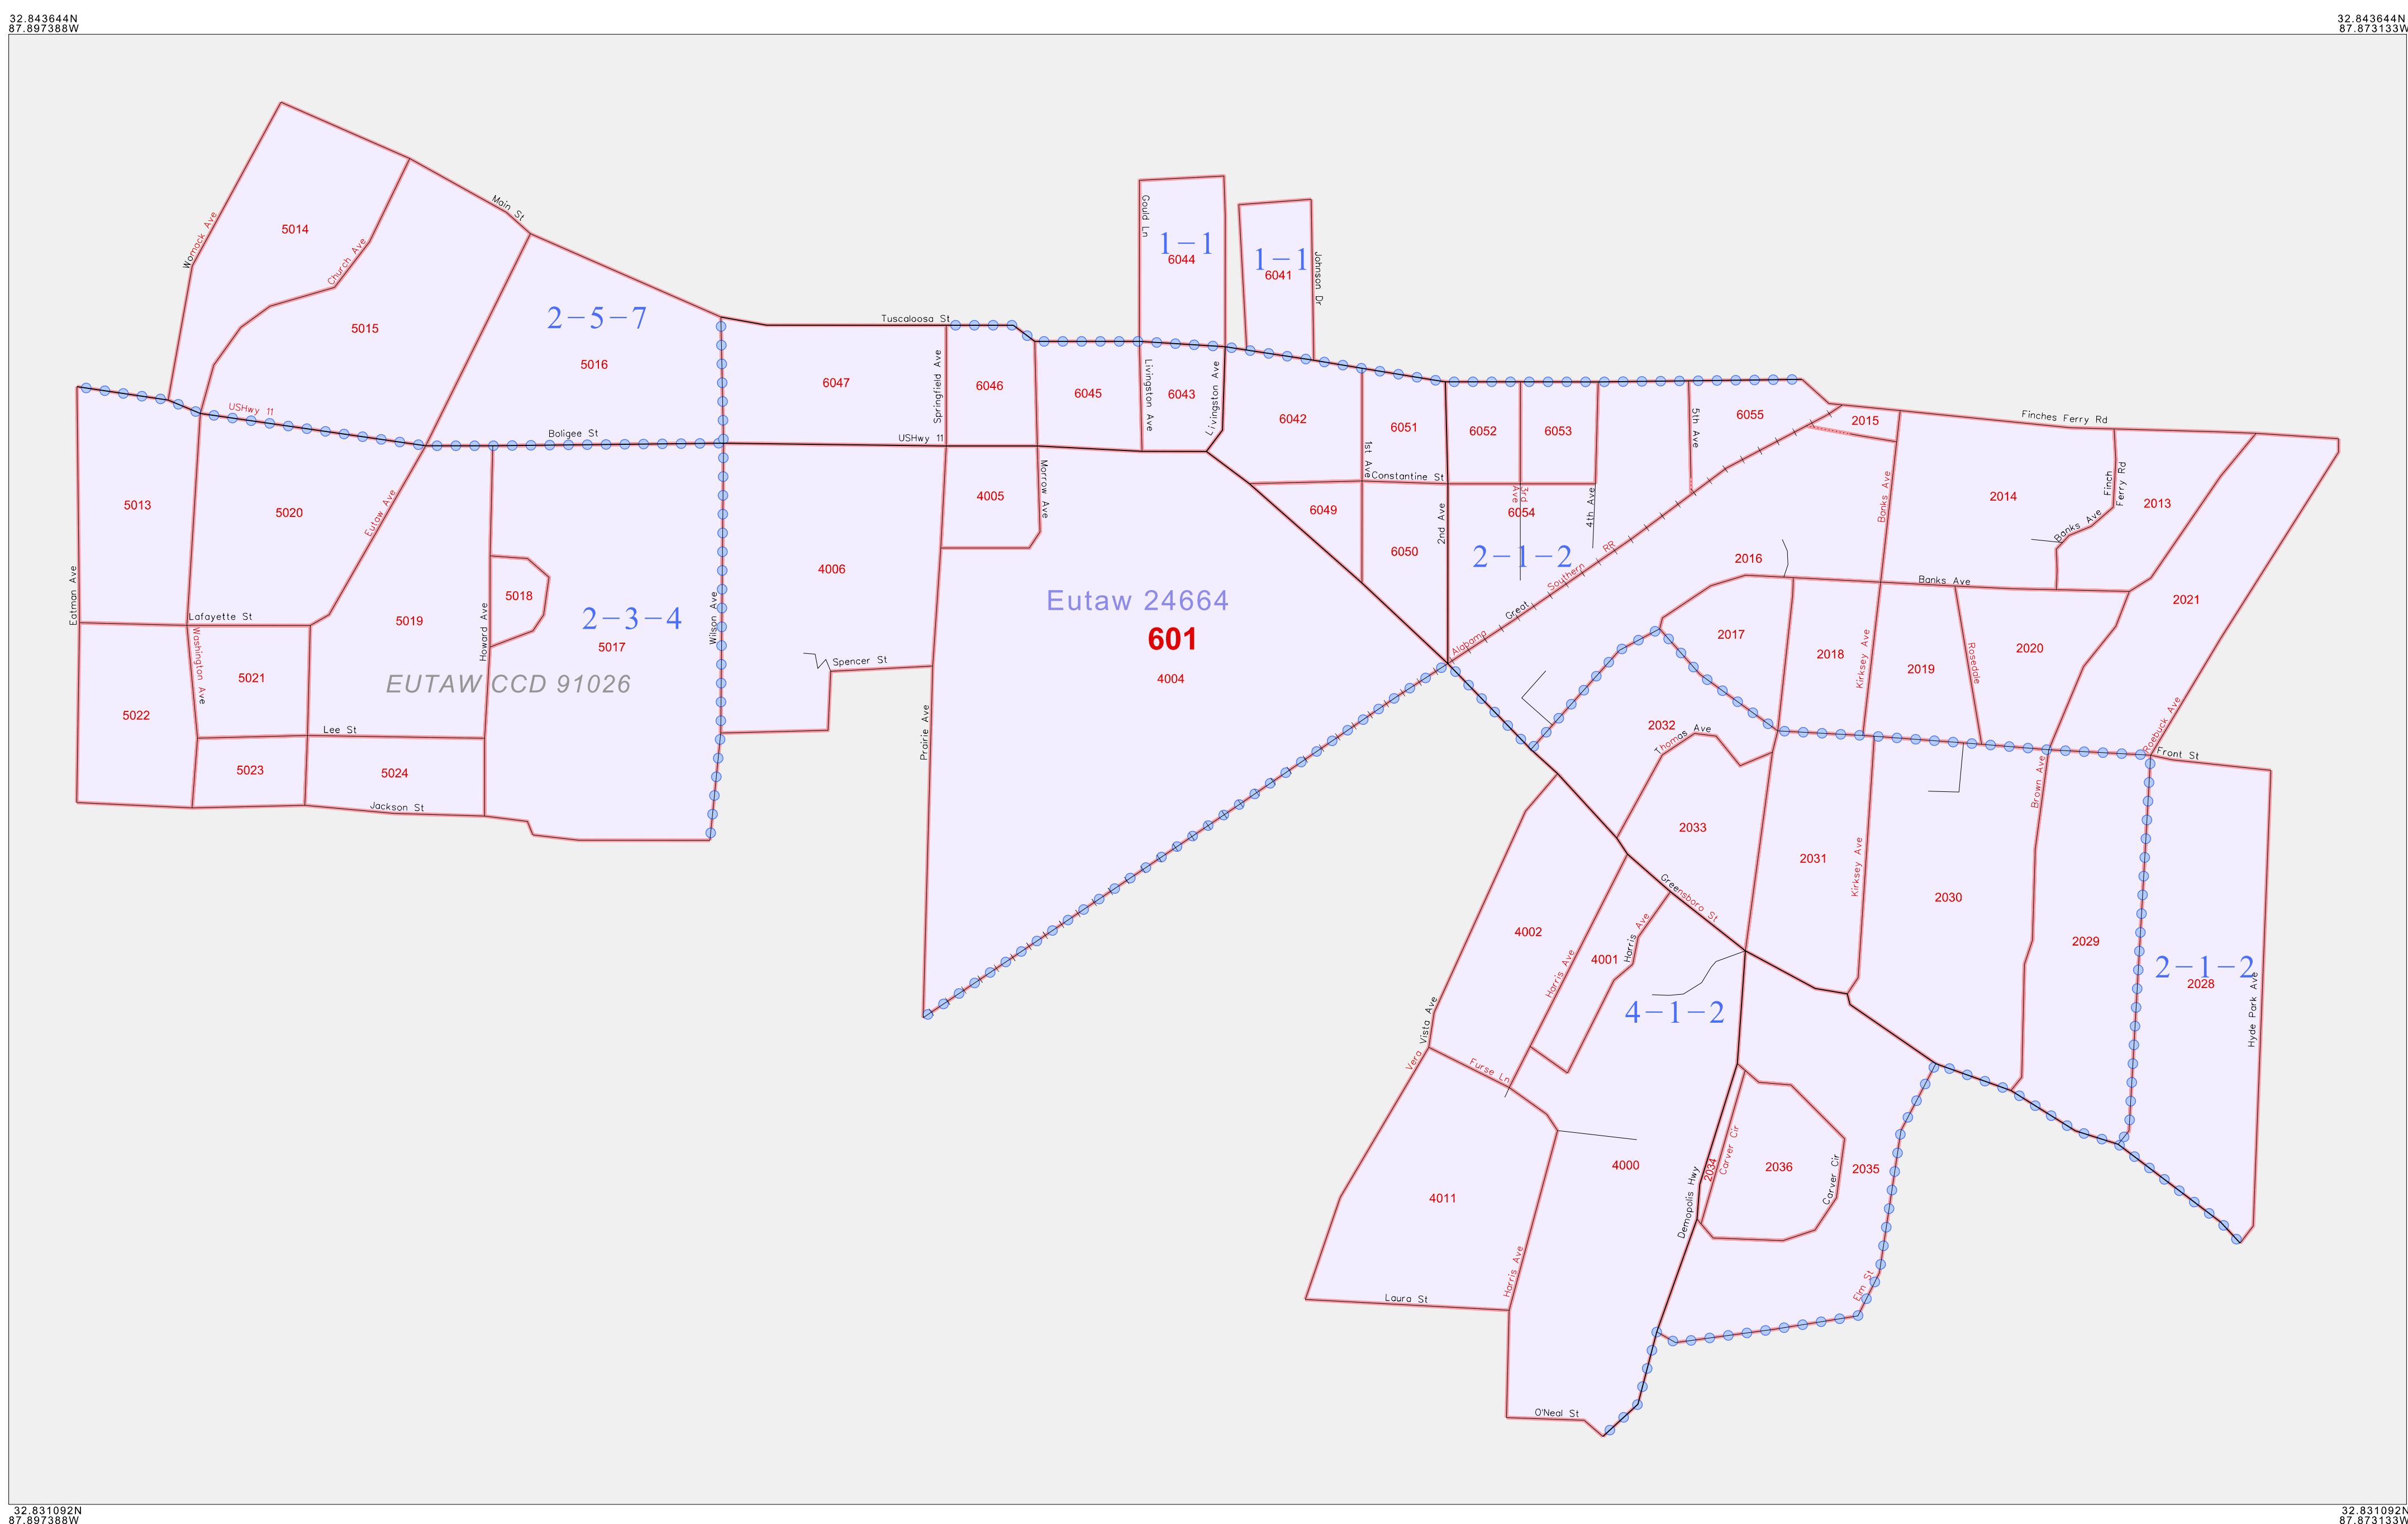 32.843644N
87.897388W
32.843644N
87.873133W
Womack Ave
5014
Church Ave
Main St
5015
2-5-7
5016
Gould Ln
1-1
6044
1-1
6041
Johnson Dr
Tuscaloosa St
6047
Springfield Ave
6046
6045
Livingston Ave
6043
Livingston Ave
6042
1st Ave
6051
6052
6053
5th Ave
6055
2015
Finches Ferry Rd
USHwy 11
Boligee St
USHwy 11
Constantine St
5013
5020
Eutaw Ave
4005
Morrow Ave
6049
2nd Ave
3rd Ave
6054
4th Ave
Banks Ave
2014
Finch Ferry Rd
Banks Ave
2013
Eatman Ave
Lafayette St
5019
Howard Ave
5018
2-3-4
5017
Wilson Ave
4006
Eutaw 24664
601
6050
2-1-2
Alabama Great Southern RR
2016
Banks Ave
2021
2017
2018
Kirksey Ave
2019
Rosedale
2020
Roebuck Ave
Washington Ave
5021
EUTAW CCD 91026
Spencer St
4004
5022
Lee St
Prairie Ave
2032
Thomas Ave
Front St
5023
5024
Jackson St
2033
2031
Kirksey Ave
2030
Brown Ave
2029
2-1-2
2028
Hyde Park Ave
Greensboro St
4002
4001
Harris Ave
Harris Ave
4-1-2
Vera Vista Ave
Furse Ln
4011
4000
Demopolis Hwy
2034
Carver Cir
2036
Carver Cir
2035
Harris Ave
Laura St
Elm St
O'Neal St
32.831092N
87.897388W
32.831092N
87.873133W